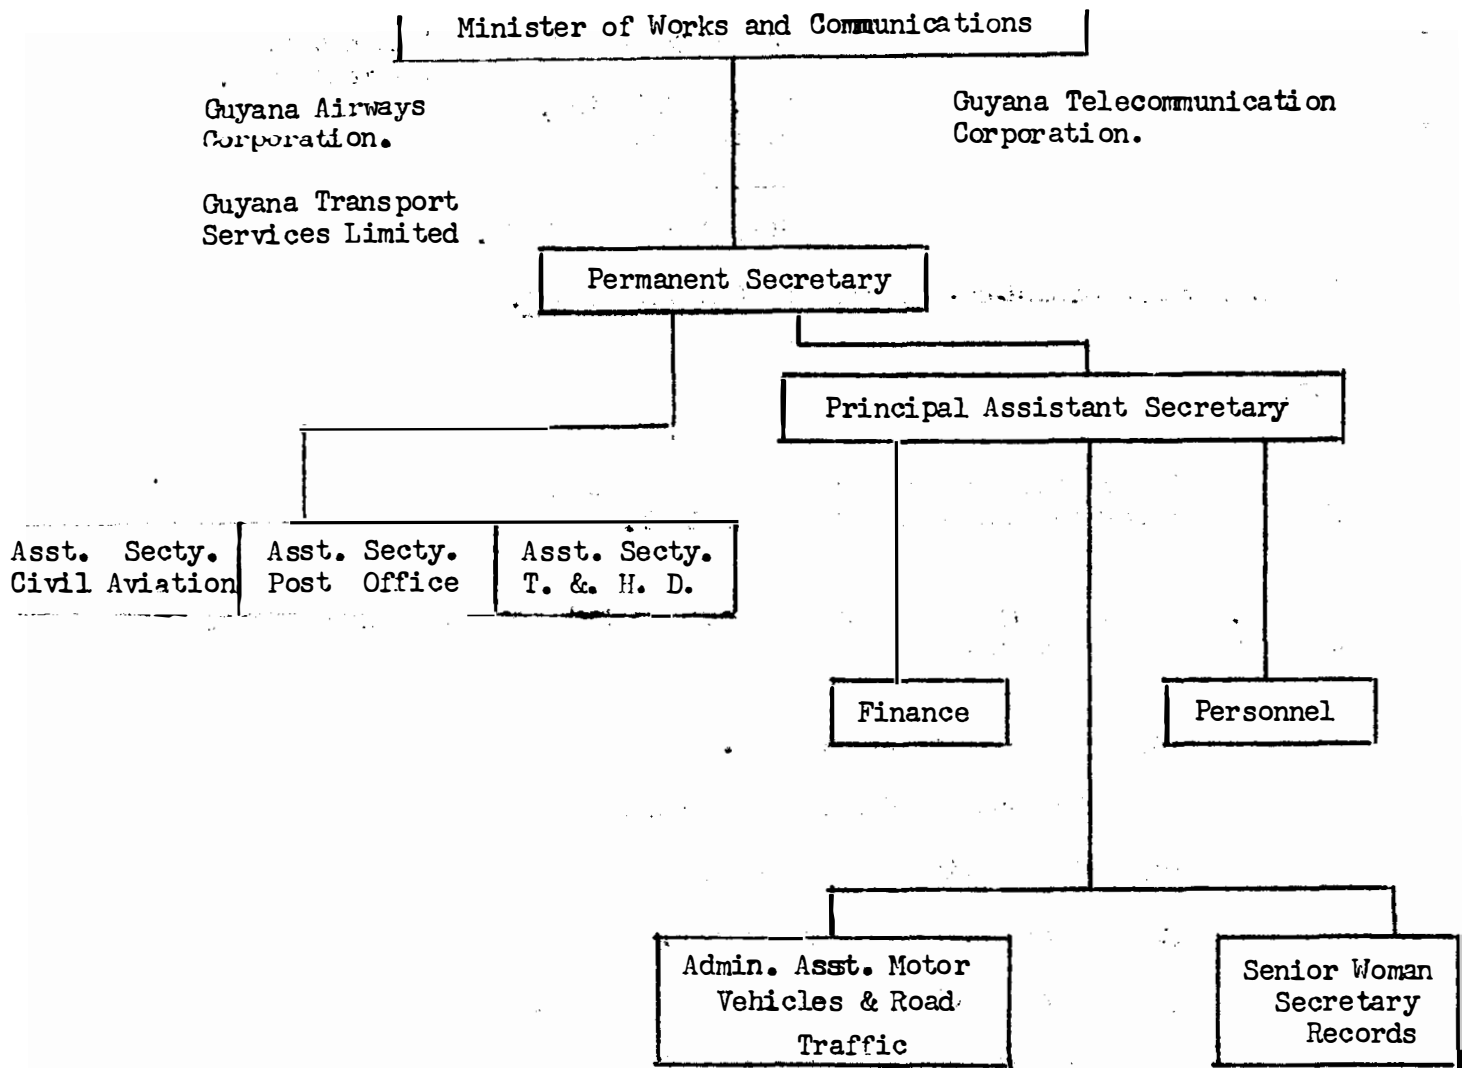 Minister of Works and Communications
Guyana Airways
Corporation.
Guyana Telecommunication
Corporation.
Guyana Transport
Services Limited.
Permanent Secretary
Principal Assistant Secretary
Asst. Secty.
Civil Aviation
Asst. Secty.
Post Office
Asst. Secty.
T. &. H. D.
Finance
Personnel
Admin. Asst. Motor
Vehicles & Road
Traffic
Senior Woman
Secretary
Records